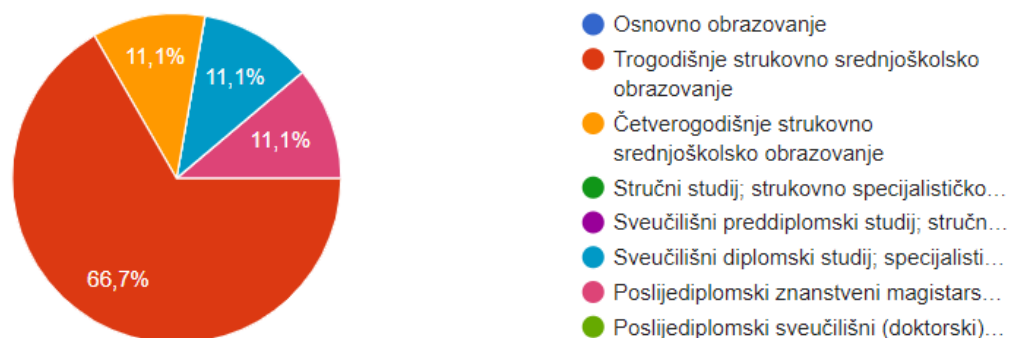 11,1%
11,1%
11,1%
66,7%
Osnovno obrazovanje
Trogodišnje strukovno srednjoškolsko
obrazovanje
Četverogodišnje strukovno
srednjoškolsko obrazovanje
Stručni studij; strukovno specijalističko...
Sveučilišni preddiplomski studij; stručn...
Sveučilišni diplomski studij; specijalisti...
Poslijediplomski znanstveni magistars...
Poslijediplomski sveučilišni (doktorski)...